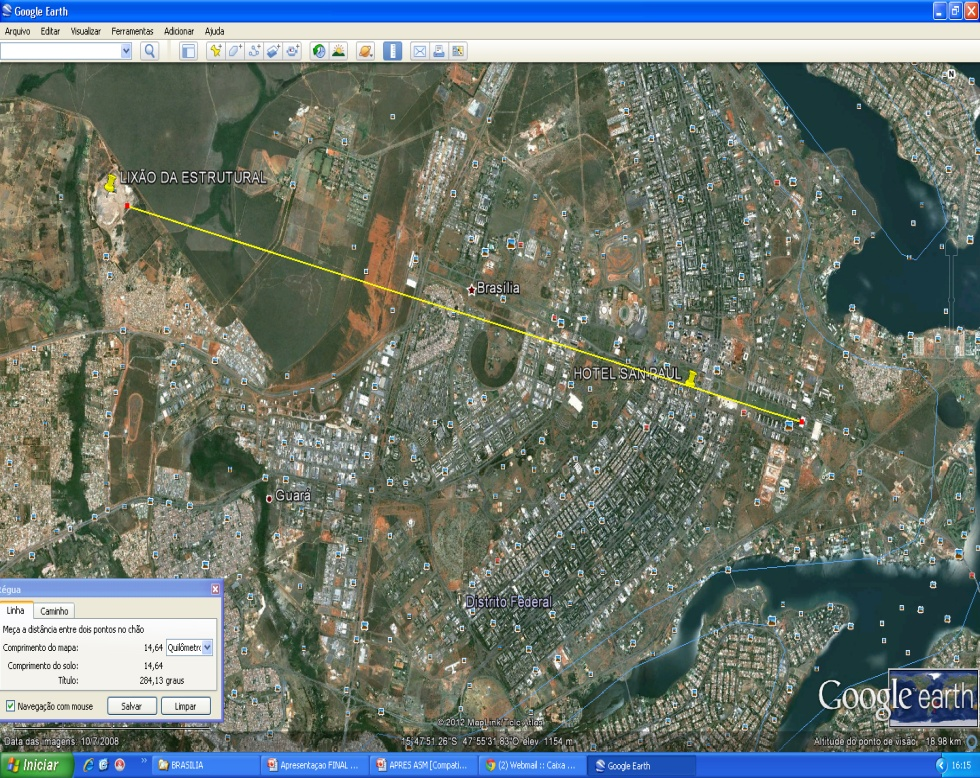 Google Earth
Arquivo Editar Visualizar Ferramentas Adicionar Ajuda
N
LIXÃO DA ESTRUTURAL
Brasília
HOTEL SAN PAUL
Guará
Distrito Federal
égua
Linha Caminho
Meça a distância entre dois pontos no chão
Comprimento do mapa: 14,64 Quilômetro
Comprimento do solo: 14,64
Título: 284,13 graus
Navegação com mouse Salvar Limpar
Google earth
© 2012 MapLink/Tele Atlas
Data das imagens: 10/7/2008 15°47'51.26"S 47°55'31.83"O elev 1154 m Altitude do ponto de visão 18.98 km
Iniciar BRASILIA Apresentaçao FINAL ... APRES ASM [Compati... (2) Webmail :: Caixa ... Google Earth 16:15